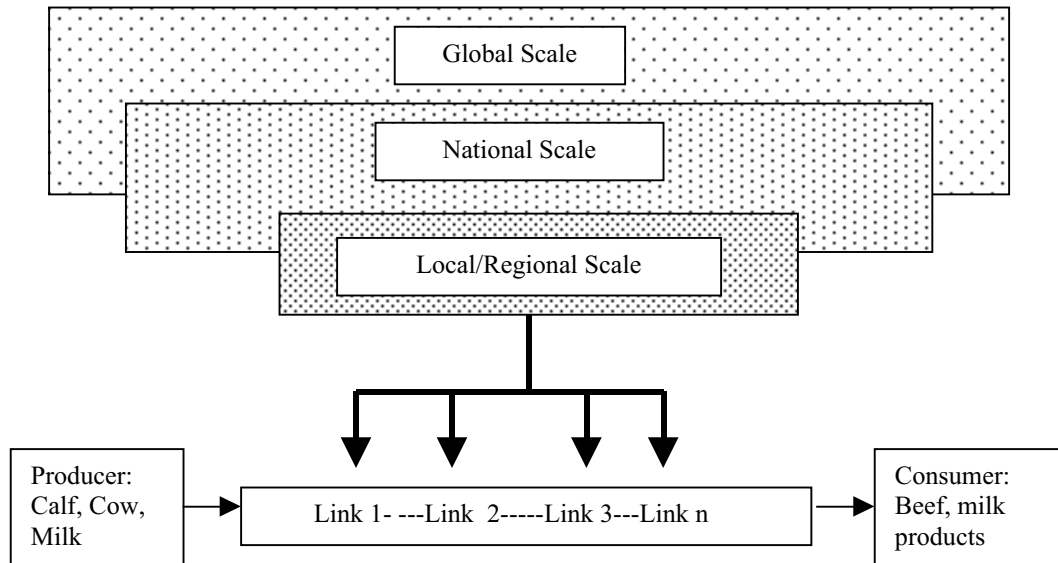 Global Scale
National Scale
Local/Regional Scale
Producer:
Calf, Cow,
Milk
Link 1- ---Link  2-----Link 3---Link n
Consumer:
Beef, milk
products